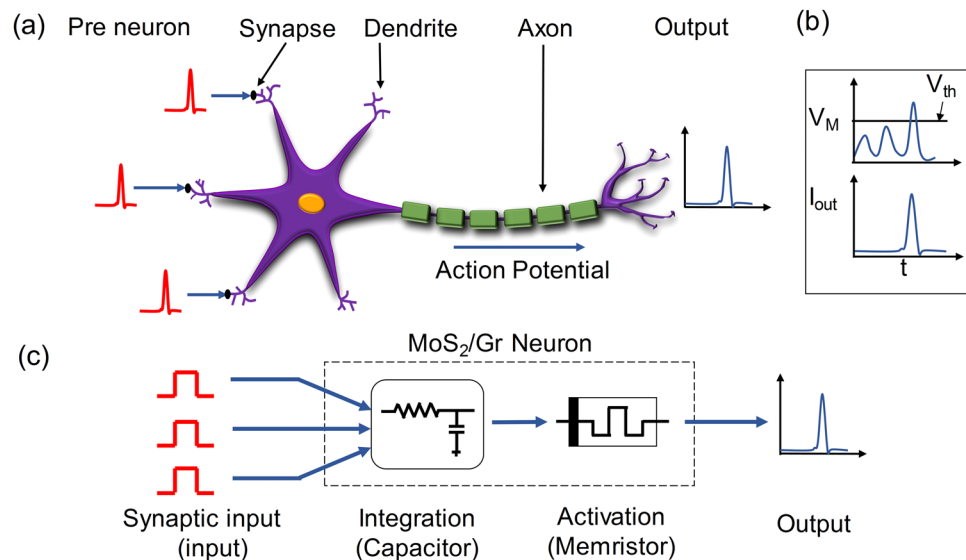 (a)
Pre neuron
Synapse
Dendrite
Axon
Output
Action Potential
(b)
V_th
V_M
I_out
t
(c)
MoS₂/Gr Neuron
Synaptic input
(input)
Integration
(Capacitor)
Activation
(Memristor)
Output